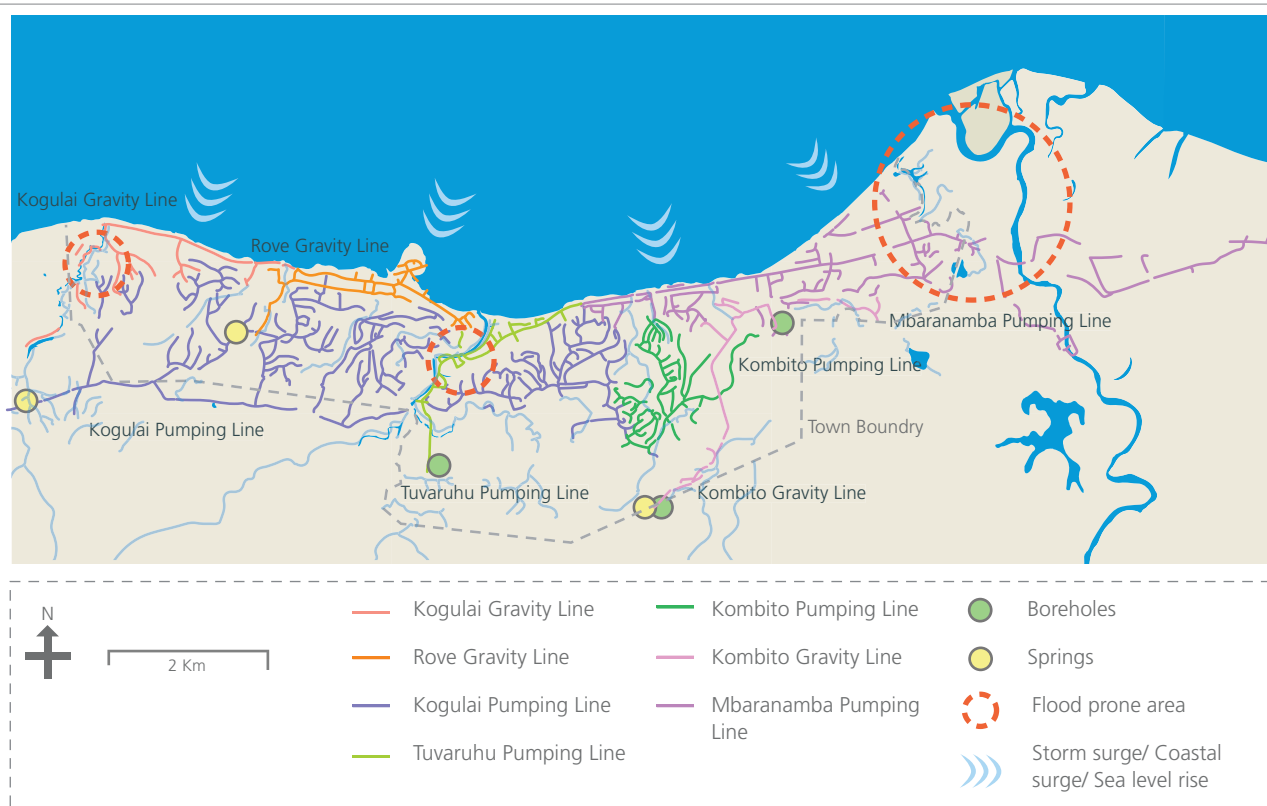 Kogulai Gravity Line
Rove Gravity Line
Mbaranamba Pumping Line
Kombito Pumping Line
Kogulai Pumping Line
Town Boundry
Tuvaruhu Pumping Line
Kombito Gravity Line
N
2 Km
Kogulai Gravity Line
Rove Gravity Line
Kogulai Pumping Line
Tuvaruhu Pumping Line
Kombito Pumping Line
Kombito Gravity Line
Mbaranamba Pumping
Line
Boreholes
Springs
Flood prone area
Storm surge/ Coastal
surge/ Sea level rise